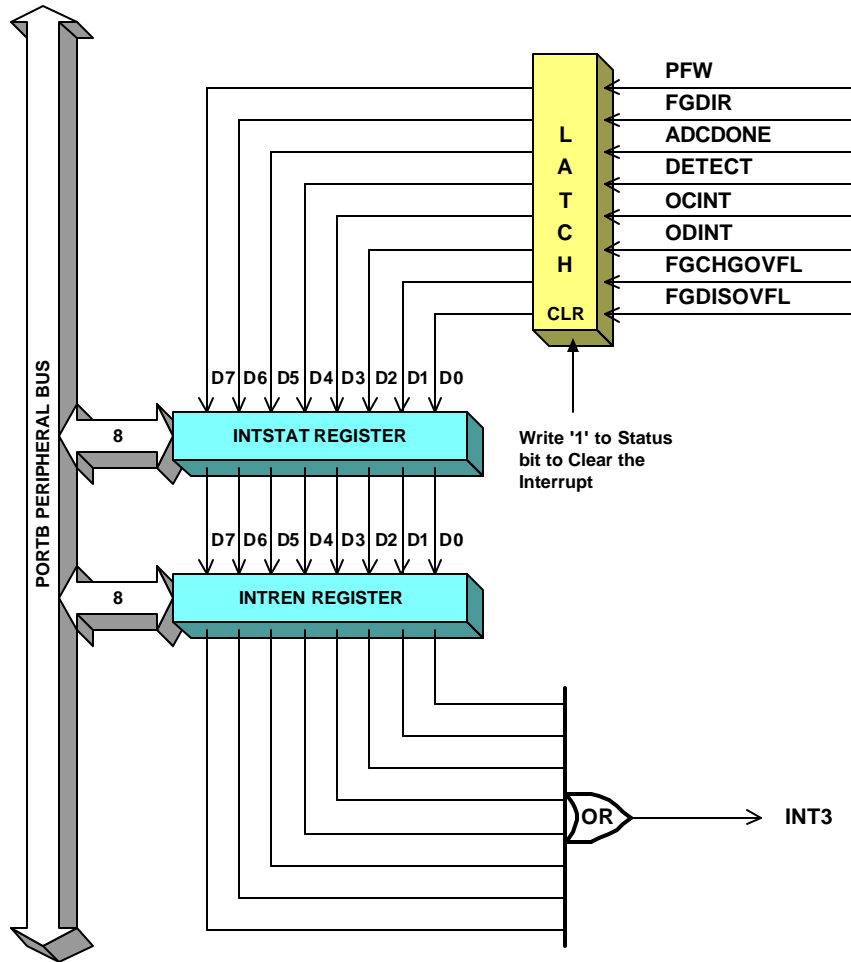 PFW
FGDIR
ADCDONE
DETECT
OCINT
ODINT
FGCHGOVFL
FGDISOVFL
L
A
T
C
H
CLR
D7 D6 D5 D4 D3 D2 D1 D0
8
INTSTAT REGISTER
Write '1' to Status
bit to Clear the
Interrupt
PORTB PERIPHERAL BUS
D7 D6 D5 D4 D3 D2 D1 D0
8
INTREN REGISTER
OR
INT3